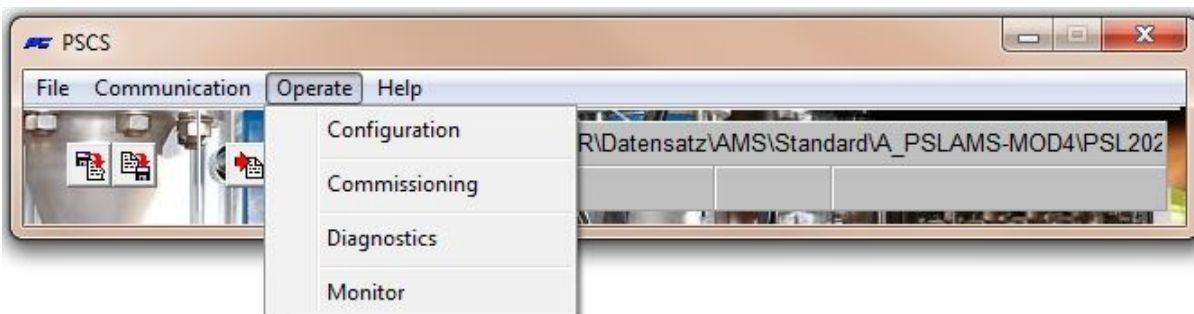 PSCS
File Communication Operate Help
Configuration
R\Datensatz\AMS\Standard\A_PSLAMS-MOD4\PSL202
Commissioning
Diagnostics
Monitor